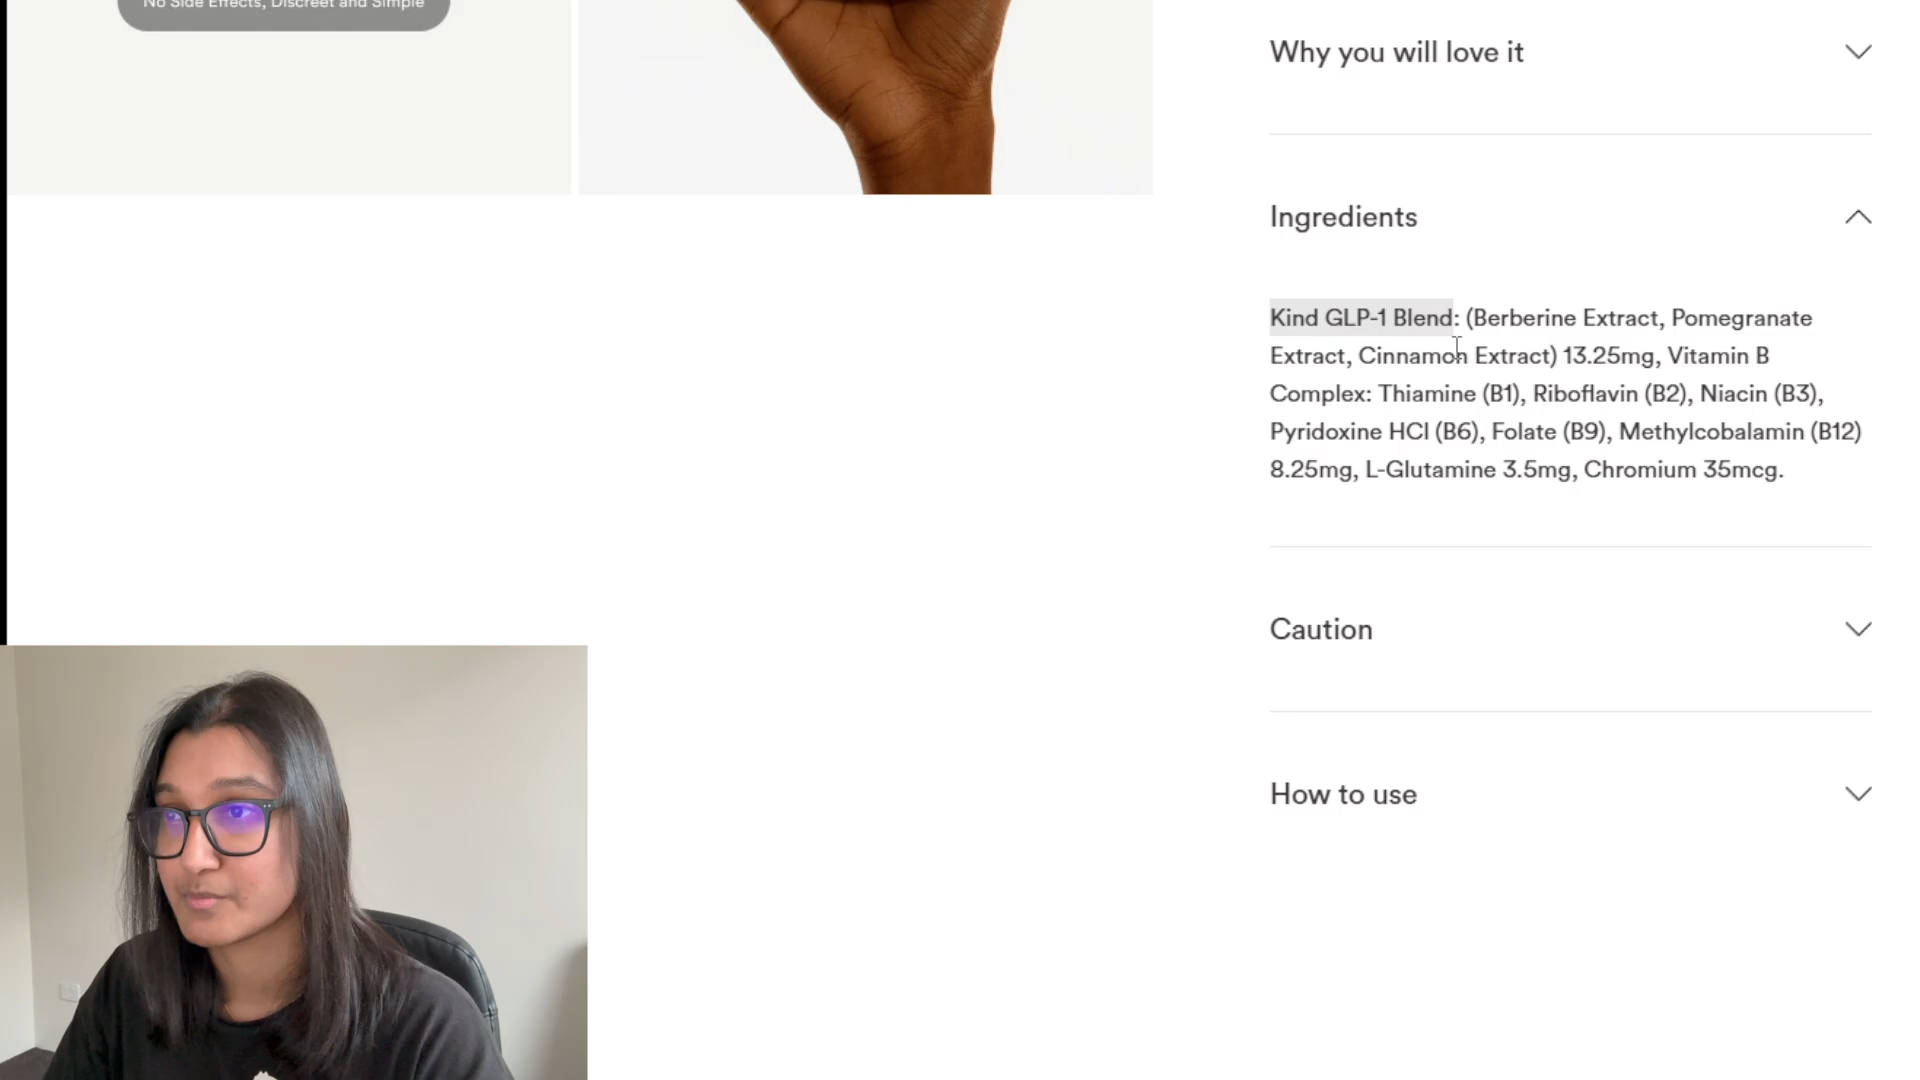 No Side Effects, Discreet and Simple
Why you will love it
Ingredients
Kind GLP-1 Blend: (Berberine Extract, Pomegranate
Extract, Cinnamon Extract) 13.25mg, Vitamin B
Complex: Thiamine (B1), Riboflavin (B2), Niacin (B3),
Pyridoxine HCl (B6), Folate (B9), Methylcobalamin (B12)
8.25mg, L-Glutamine 3.5mg, Chromium 35mcg.
Caution
How to use